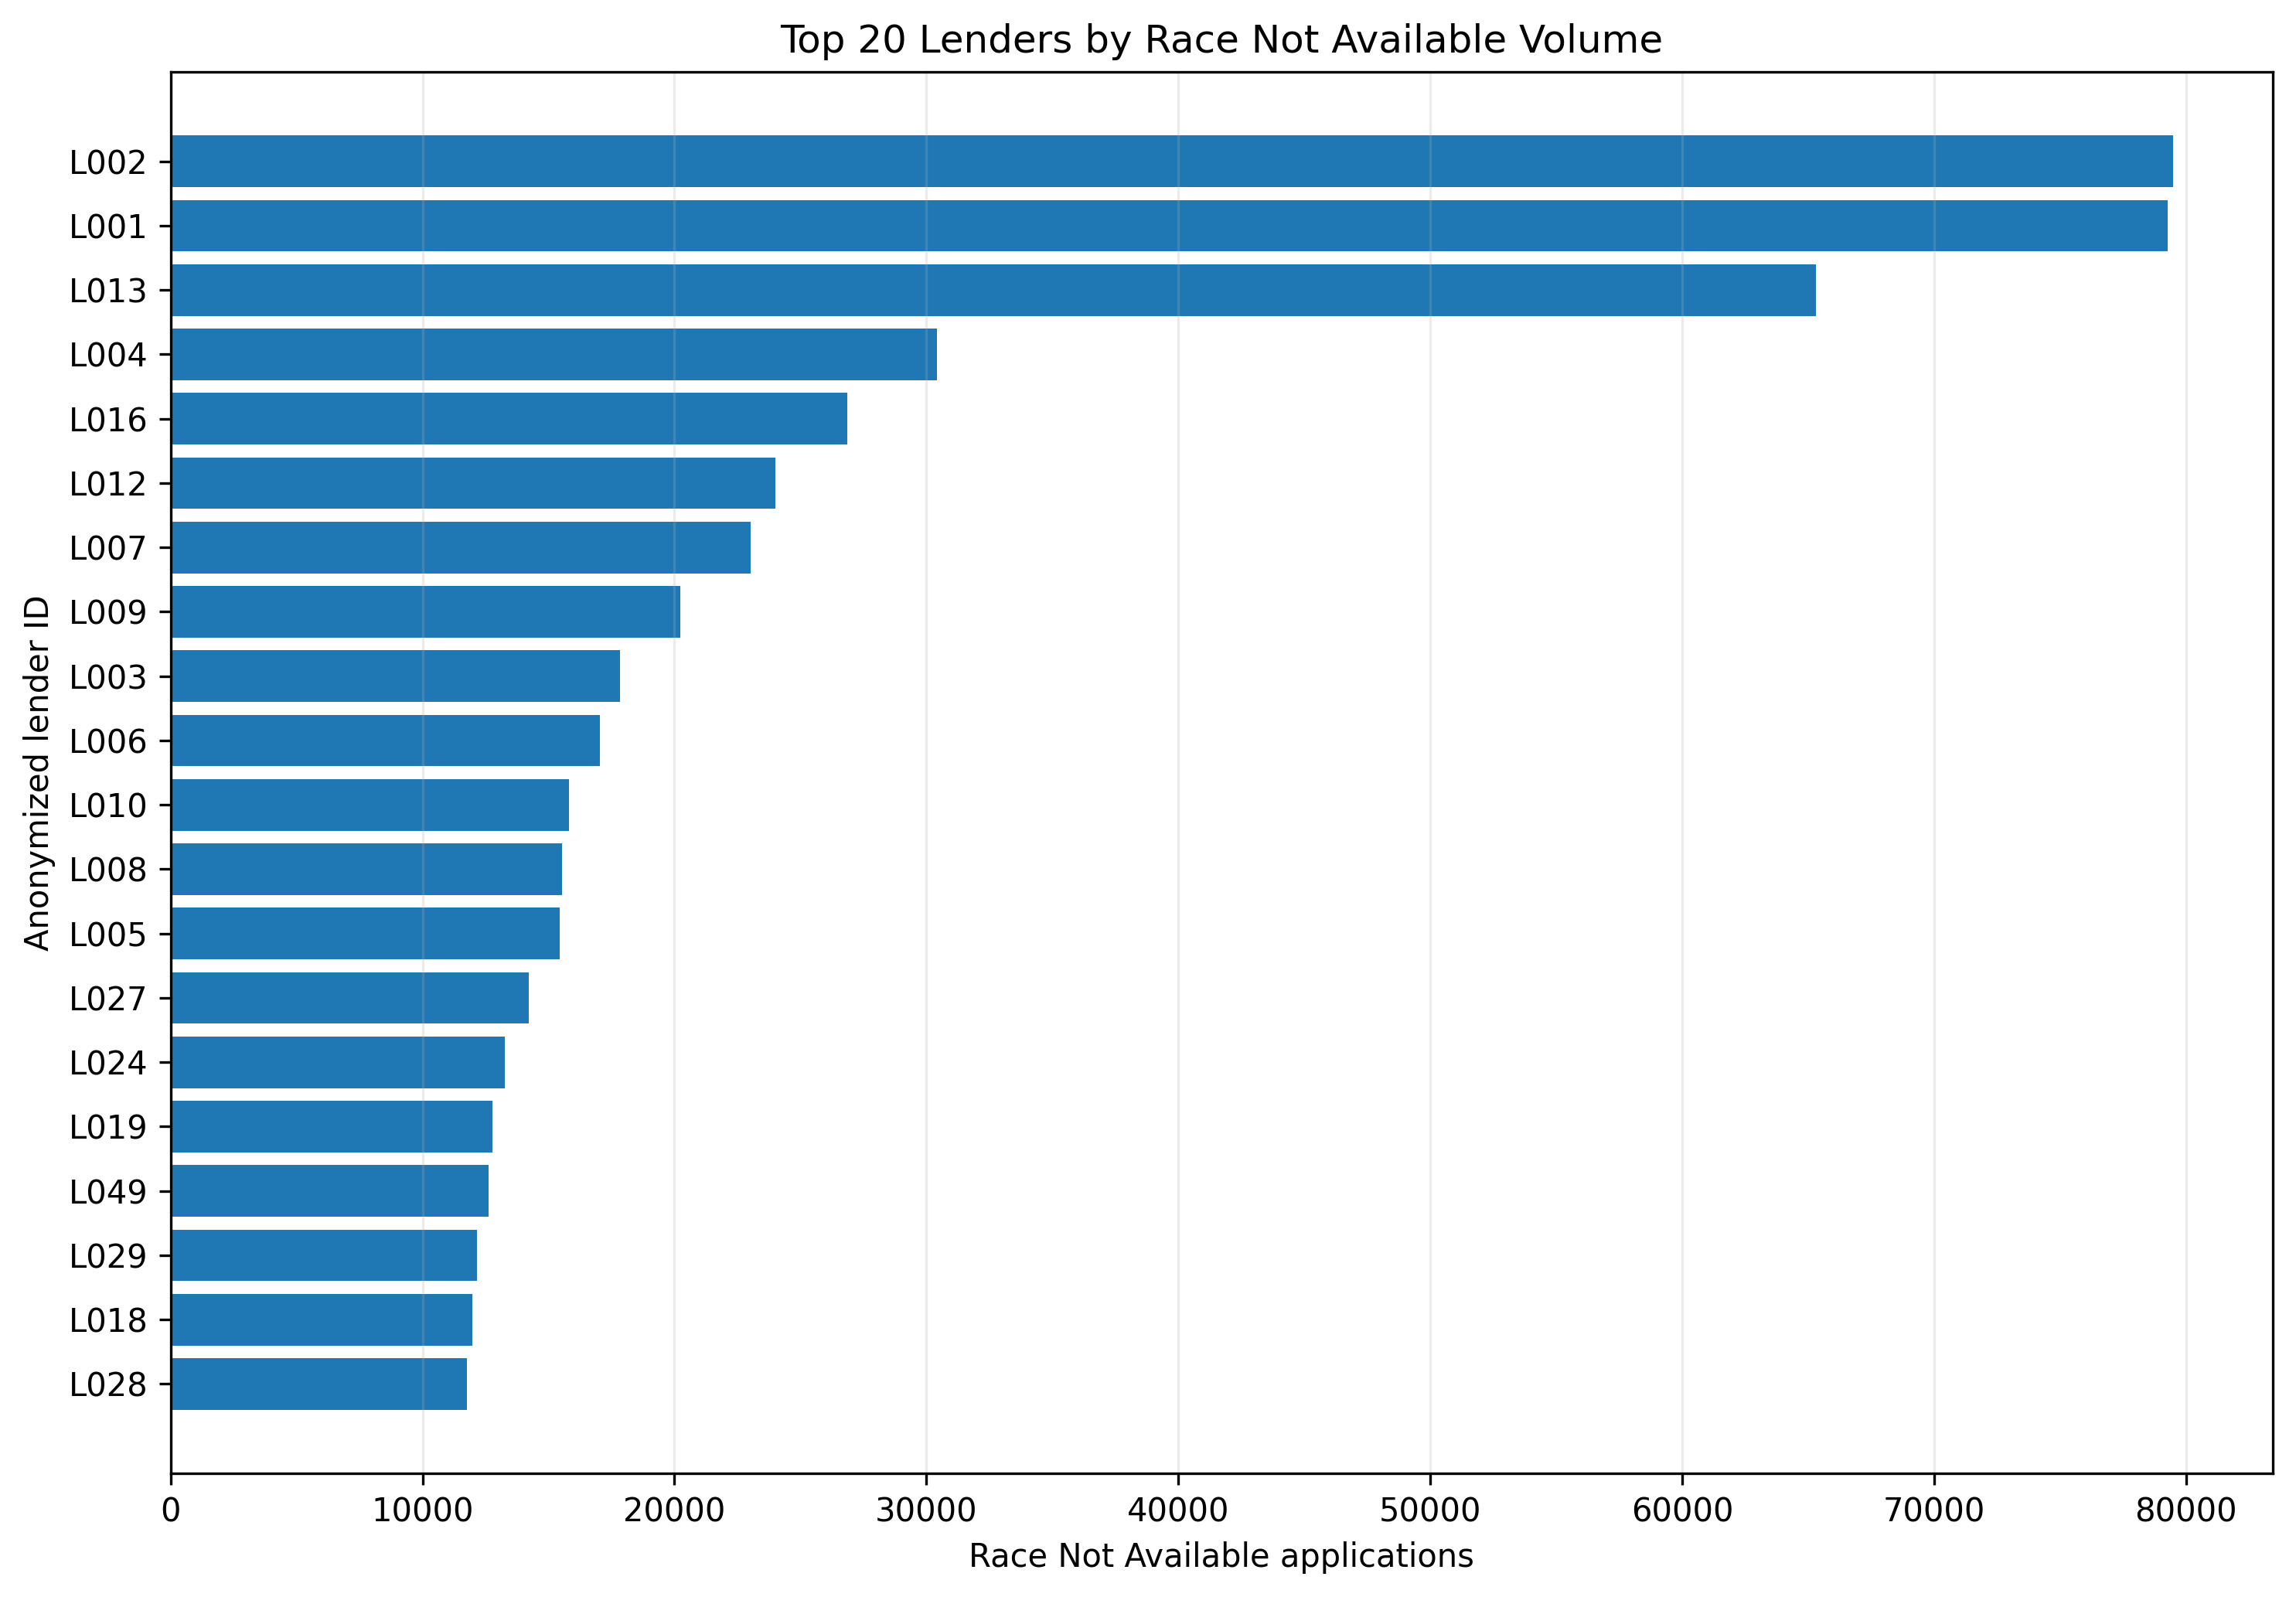 Top 20 Lenders by Race Not Available Volume
Anonymized lender ID
L002
L001
L013
L004
L016
L012
L007
L009
L003
L006
L010
L008
L005
L027
L024
L019
L049
L029
L018
L028
0 10000 20000 30000 40000 50000 60000 70000 80000
Race Not Available applications